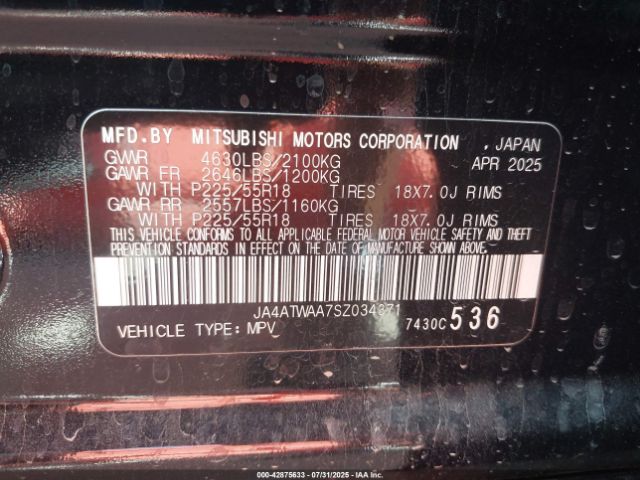 MFD.BY MITSUBISHI MOTORS CORPORATION , JAPAN
GVWR 4630LBS/2100KG APR 2025
GAWR FR 2646LBS/1200KG
WITH P225/55R18 TIRES 18X7.0J RIMS
GAWR RR 2557LBS/1160KG
WITH P225/55R18 TIRES 18X7.0J RIMS
THIS VEHICLE CONFORMS TO ALL APPLICABLE FEDERAL MOTOR VEHICLE SAFETY AND THEFT
PREVENTION STANDARDS IN EFFECT ON THE DATE OF MANUFACTURE SHOWN ABOVE.
JA4ATWAA7SZ034371
VEHICLE TYPE: MPV 7430C 536
000-42875633 - 07/31/2025 - IAAI.com